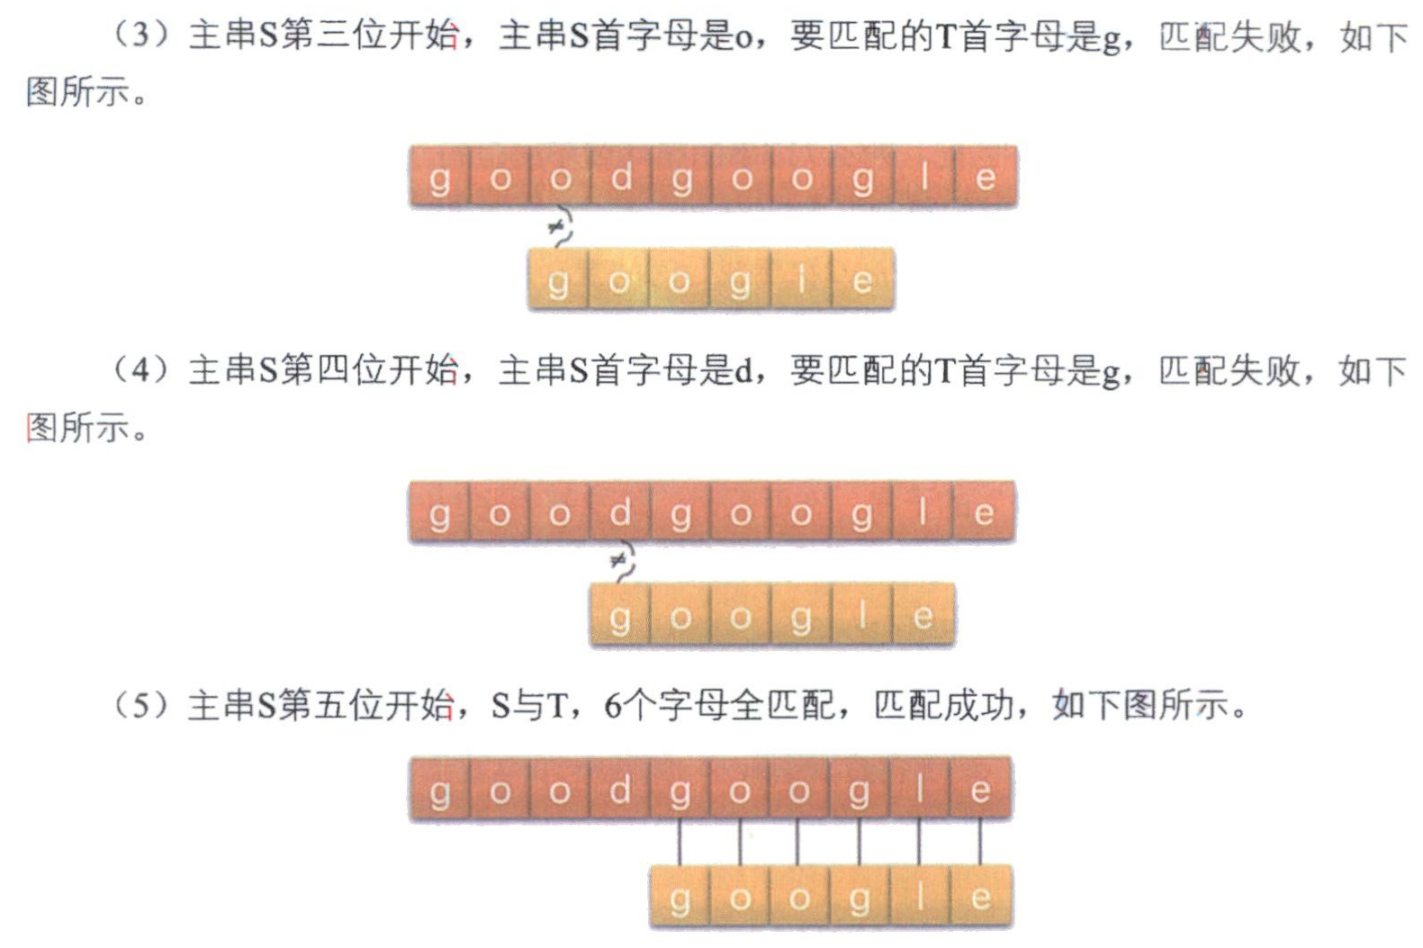 （3）主串S第三位开始，主串S首字母是o，要匹配的T首字母是g，匹配失败，如下
图所示。
g o o d g o o g l e
≠
g o o g l e
（4）主串S第四位开始，主串S首字母是d，要匹配的T首字母是g，匹配失败，如下
图所示。
g o o d g o o g l e
≠
g o o g l e
（5）主串S第五位开始，S与T，6个字母全匹配，匹配成功，如下图所示。
g o o d g o o g l e
g o o g l e